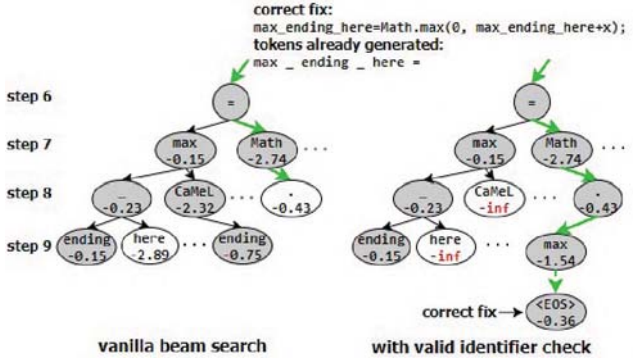 correct fix:
max_ending_here=Math.max(0, max_ending_here+x);
tokens already generated:
max _ ending _ here =
step 6
=
=
step 7
max
-0.15
Math
-2.74
...
max
-0.15
Math
-2.74
...
step 8
_
-0.23
CaMeL
-2.32
...
.
-0.43
_
-0.23
CaMeL
-inf
...
.
-0.43
step 9
ending
-0.15
here
-2.89
...
ending
-0.75
ending
-0.15
here
-inf
...
max
-1.54
correct fix
<EOS>
-0.36
vanilla beam search
with valid identifier check